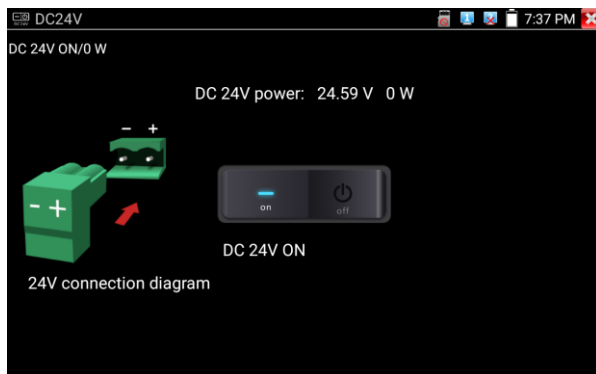 DC24V
7:37 PM
DC 24V ON/0 W
DC 24V power: 24.59 V 0 W
- +
- +
on
off
DC 24V ON
24V connection diagram